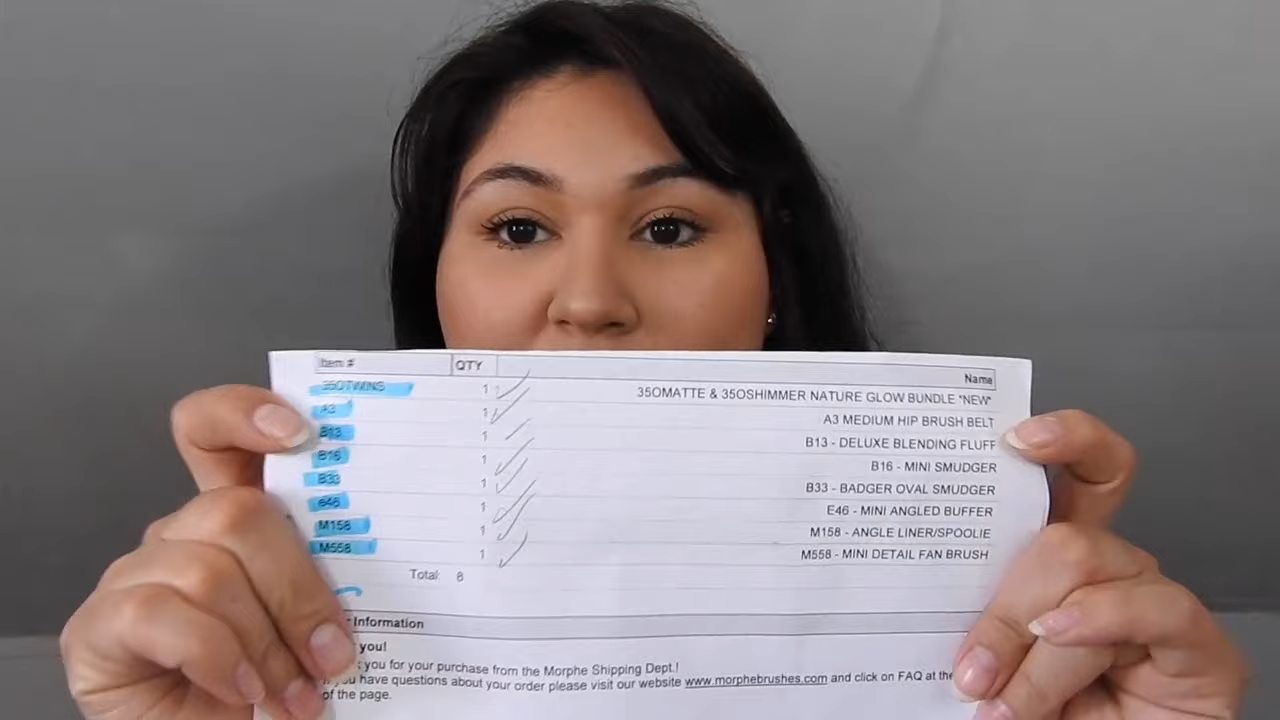 Item # QTY Name
35OTWINS 1 35OMATTE & 35OSHIMMER NATURE GLOW BUNDLE *NEW*
A3 1 A3 MEDIUM HIP BRUSH BELT
B13 1 B13 - DELUXE BLENDING FLUFF
B16 1 B16 - MINI SMUDGER
B33 1 B33 - BADGER OVAL SMUDGER
e46 1 E46 - MINI ANGLED BUFFER
M158 1 M158 - ANGLE LINER/SPOOLIE
M558 1 M558 - MINI DETAIL FAN BRUSH
Total: 8
Information
you!
you for your purchase from the Morphe Shipping Dept.!
have questions about your order please visit our website www.morphebrushes.com and click on FAQ at the
of the page.